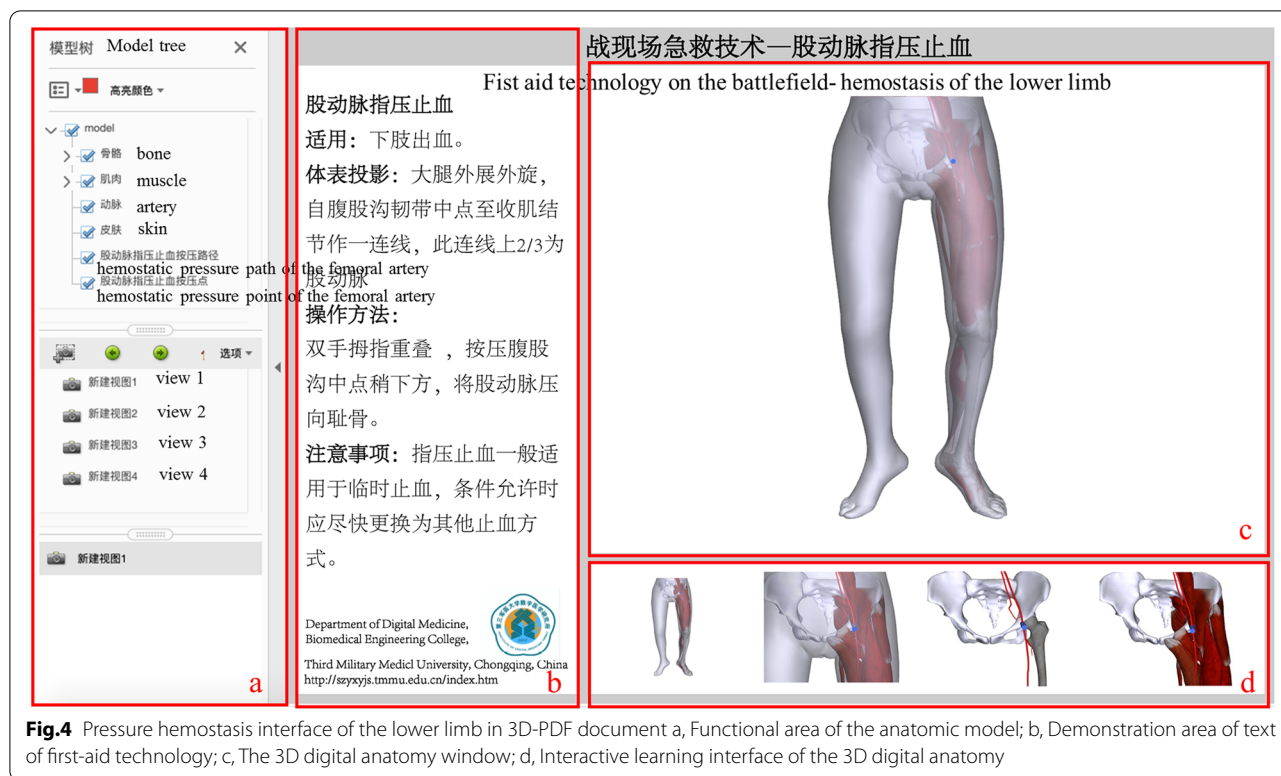 模型树 Model tree
高亮颜色
model
骨骼 bone
肌肉 muscle
动脉 artery
皮肤 skin
股动脉指压止血按压路径
hemostatic pressure path of the femoral artery
股动脉指压止血按压点
hemostatic pressure point of the femoral artery
选项
新建视图1 view 1
新建视图2 view 2
新建视图3 view 3
新建视图4 view 4
新建视图1
a
战现场急救技术—股动脉指压止血
Fist aid technology on the battlefield- hemostasis of the lower limb
股动脉指压止血
适用：下肢出血。
体表投影：大腿外展外旋，
自腹股沟韧带中点至收肌结
节作一连线，此连线上2/3为
股动脉
操作方法：
双手拇指重叠 ，按压腹股
沟中点稍下方，将股动脉压
向耻骨。
注意事项：指压止血一般适
用于临时止血，条件允许时
应尽快更换为其他止血方
式。
Department of Digital Medicine,
Biomedical Engineering College,
Third Military Medicl University, Chongqing, China
http://szyxyjs.tmmu.edu.cn/index.htm
b
c
d
Fig.4 Pressure hemostasis interface of the lower limb in 3D-PDF document a, Functional area of the anatomic model; b, Demonstration area of text
of first-aid technology; c, The 3D digital anatomy window; d, Interactive learning interface of the 3D digital anatomy